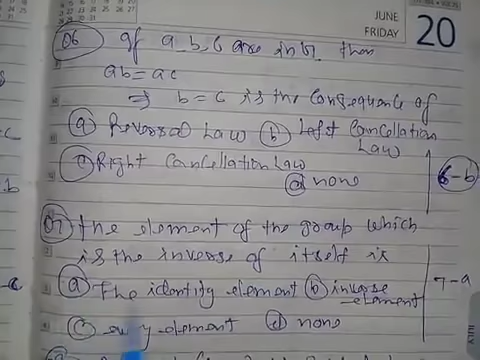 JUNE
FRIDAY 20
06 If a, b, c are in G then
ab = ac
⇒ b = c is the Consequence of
(a) Reversal Law (b) Left Cancellation
Law
(c) Right Cancellation Law
(d) none
6-b
07 The element of the group which
is the inverse of itself is
(a) The identity element (b) inverse
element
7-a
(c) element (d) none
JULY